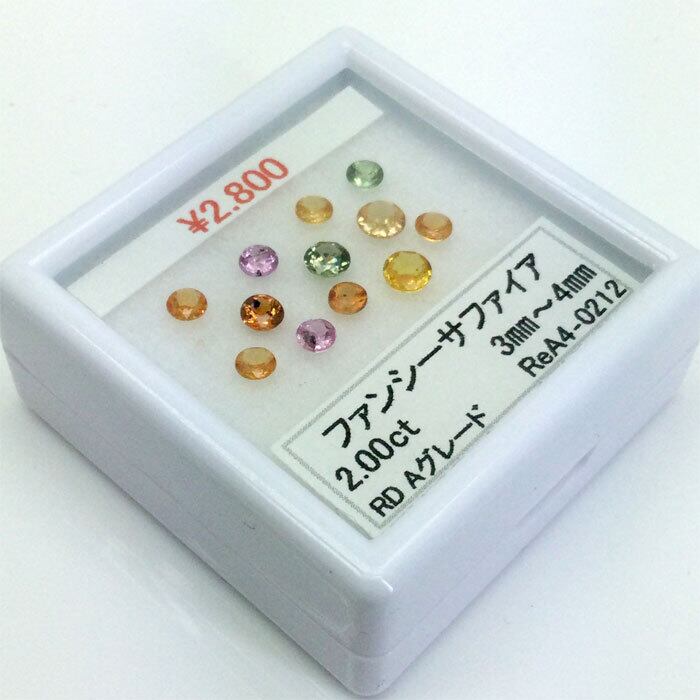 ¥2.800
ファンシーサファイア
2.00ct 3mm～4mm
RD Aグレード ReA4-0212